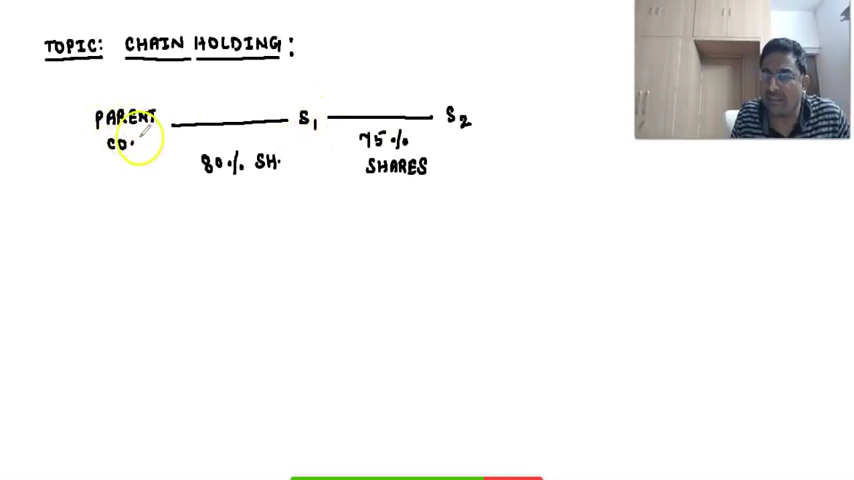 TOPIC: CHAIN HOLDING:
PARENT CO. S1 S2
80% SH.
75% SHARES